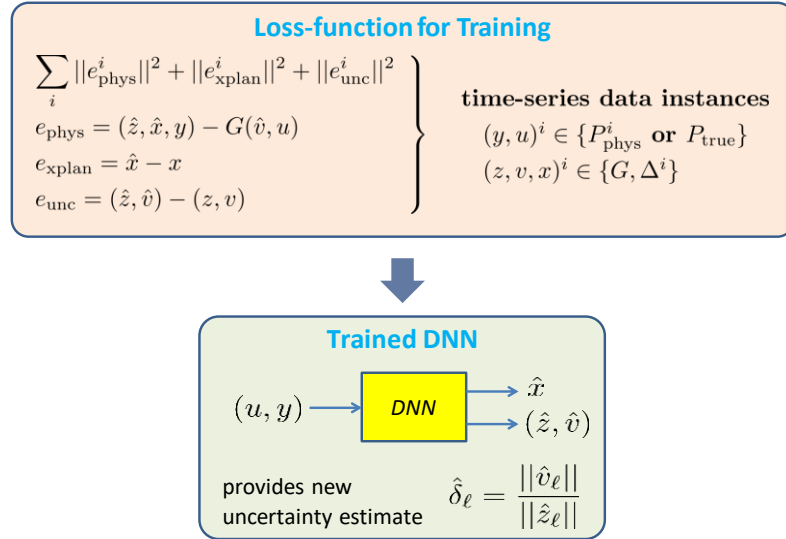 Loss-function for Training
∑_i ||e^i_phys||² + ||e^i_xplan||² + ||e^i_unc||²
e_phys = (ẑ, x̂, y) − G(v̂, u)
e_xplan = x̂ − x
e_unc = (ẑ, v̂) − (z, v)
time-series data instances
(y, u)^i ∈ {P^i_phys or P_true}
(z, v, x)^i ∈ {G, Δ^i}
Trained DNN
(u, y)
DNN
x̂
(ẑ, v̂)
provides new
uncertainty estimate
δ̂_ℓ = ||v̂_ℓ|| / ||ẑ_ℓ||